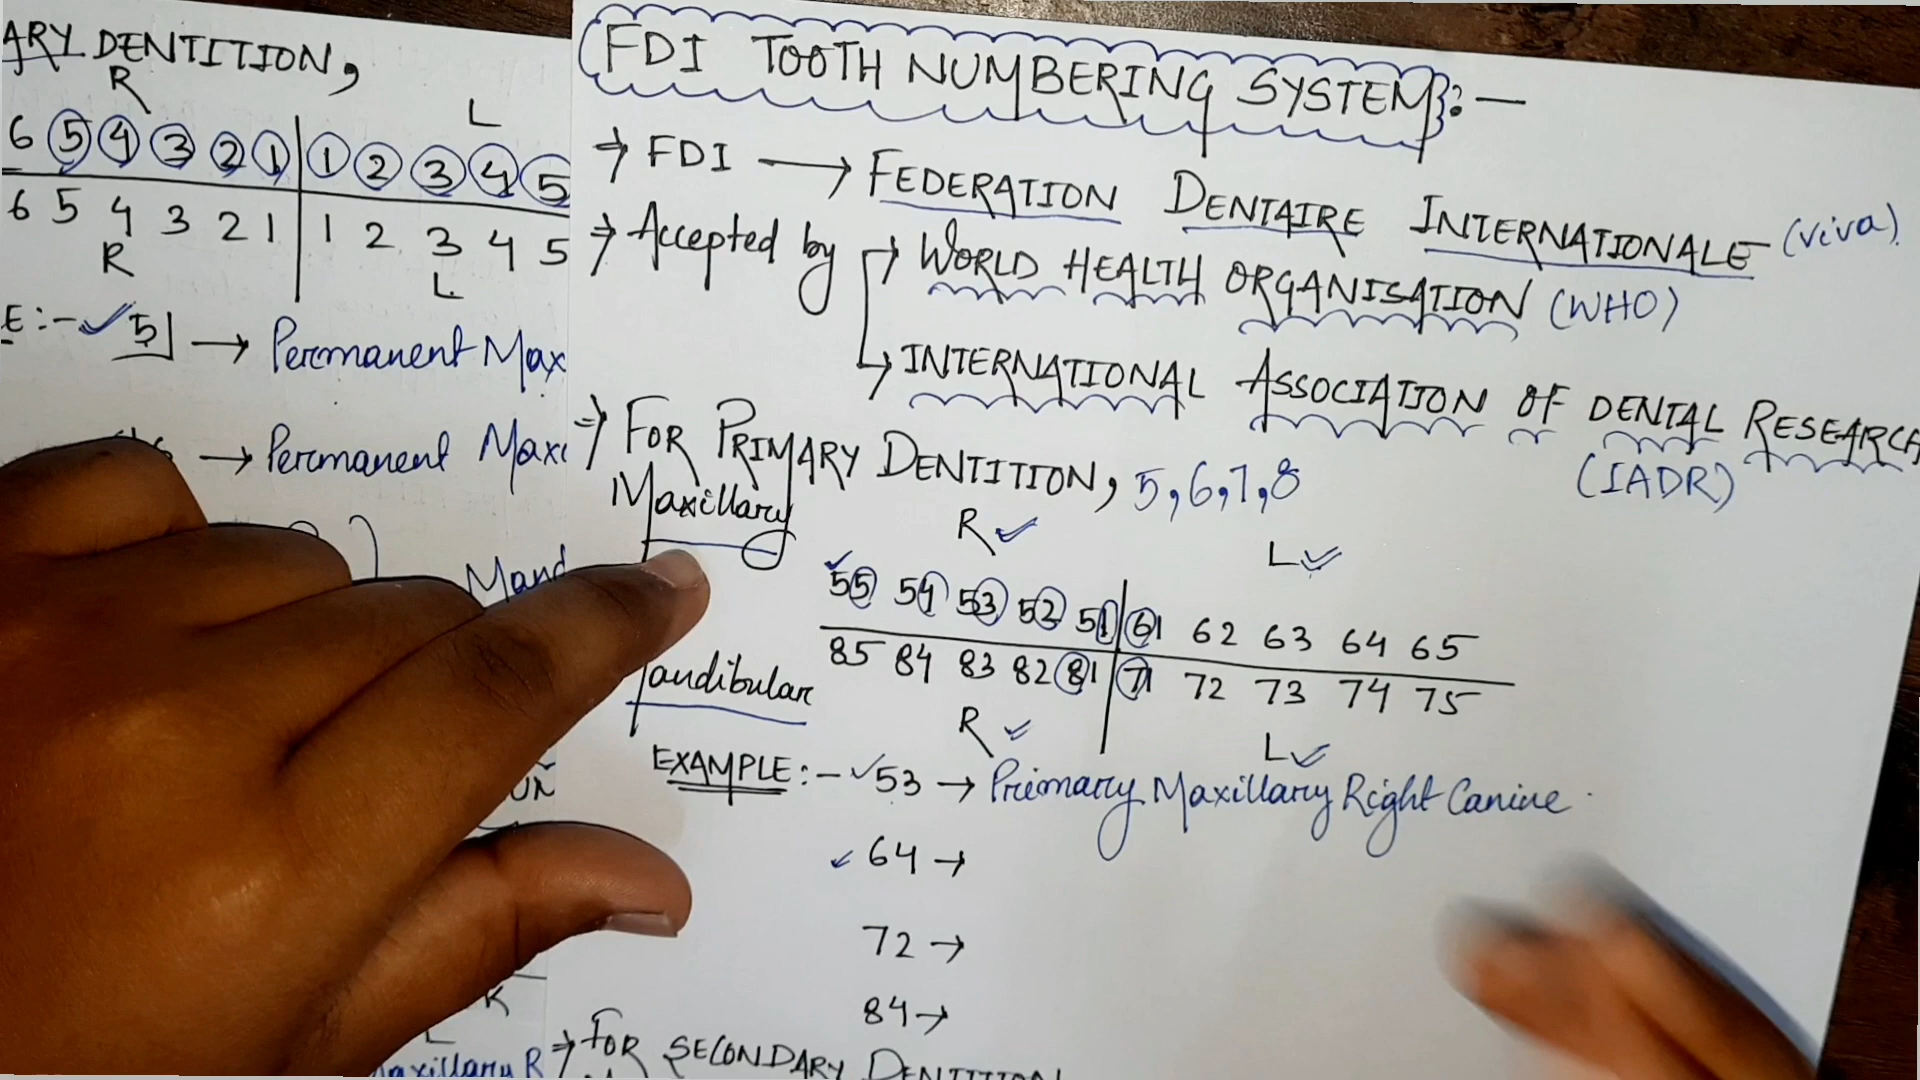 ARY DENTITION,
R
L
6 5 4 3 2 1 1 2 3 4 5
6 5 4 3 2 1 1 2 3 4 5
R
L
E:- 5 → Permanent Max
→ Permanent Maxi
Mand
R
axillary R
FDI TOOTH NUMBERING SYSTEM:-
⇒ FDI → FEDERATION DENTAIRE INTERNATIONALE (viva)
⇒ Accepted by → WORLD HEALTH ORGANISATION (WHO)
→ INTERNATIONAL ASSOCIATION OF DENTAL RESEARCH
(IADR)
⇒ FOR PRIMARY DENTITION, 5,6,7,8
Maxillary
R
L
55 54 53 52 51 61 62 63 64 65
85 84 83 82 81 71 72 73 74 75
andibular
R
L
EXAMPLE:- 53 → Primary Maxillary Right Canine
64 →
72 →
84 →
⇒ FOR SECONDARY DENTITION